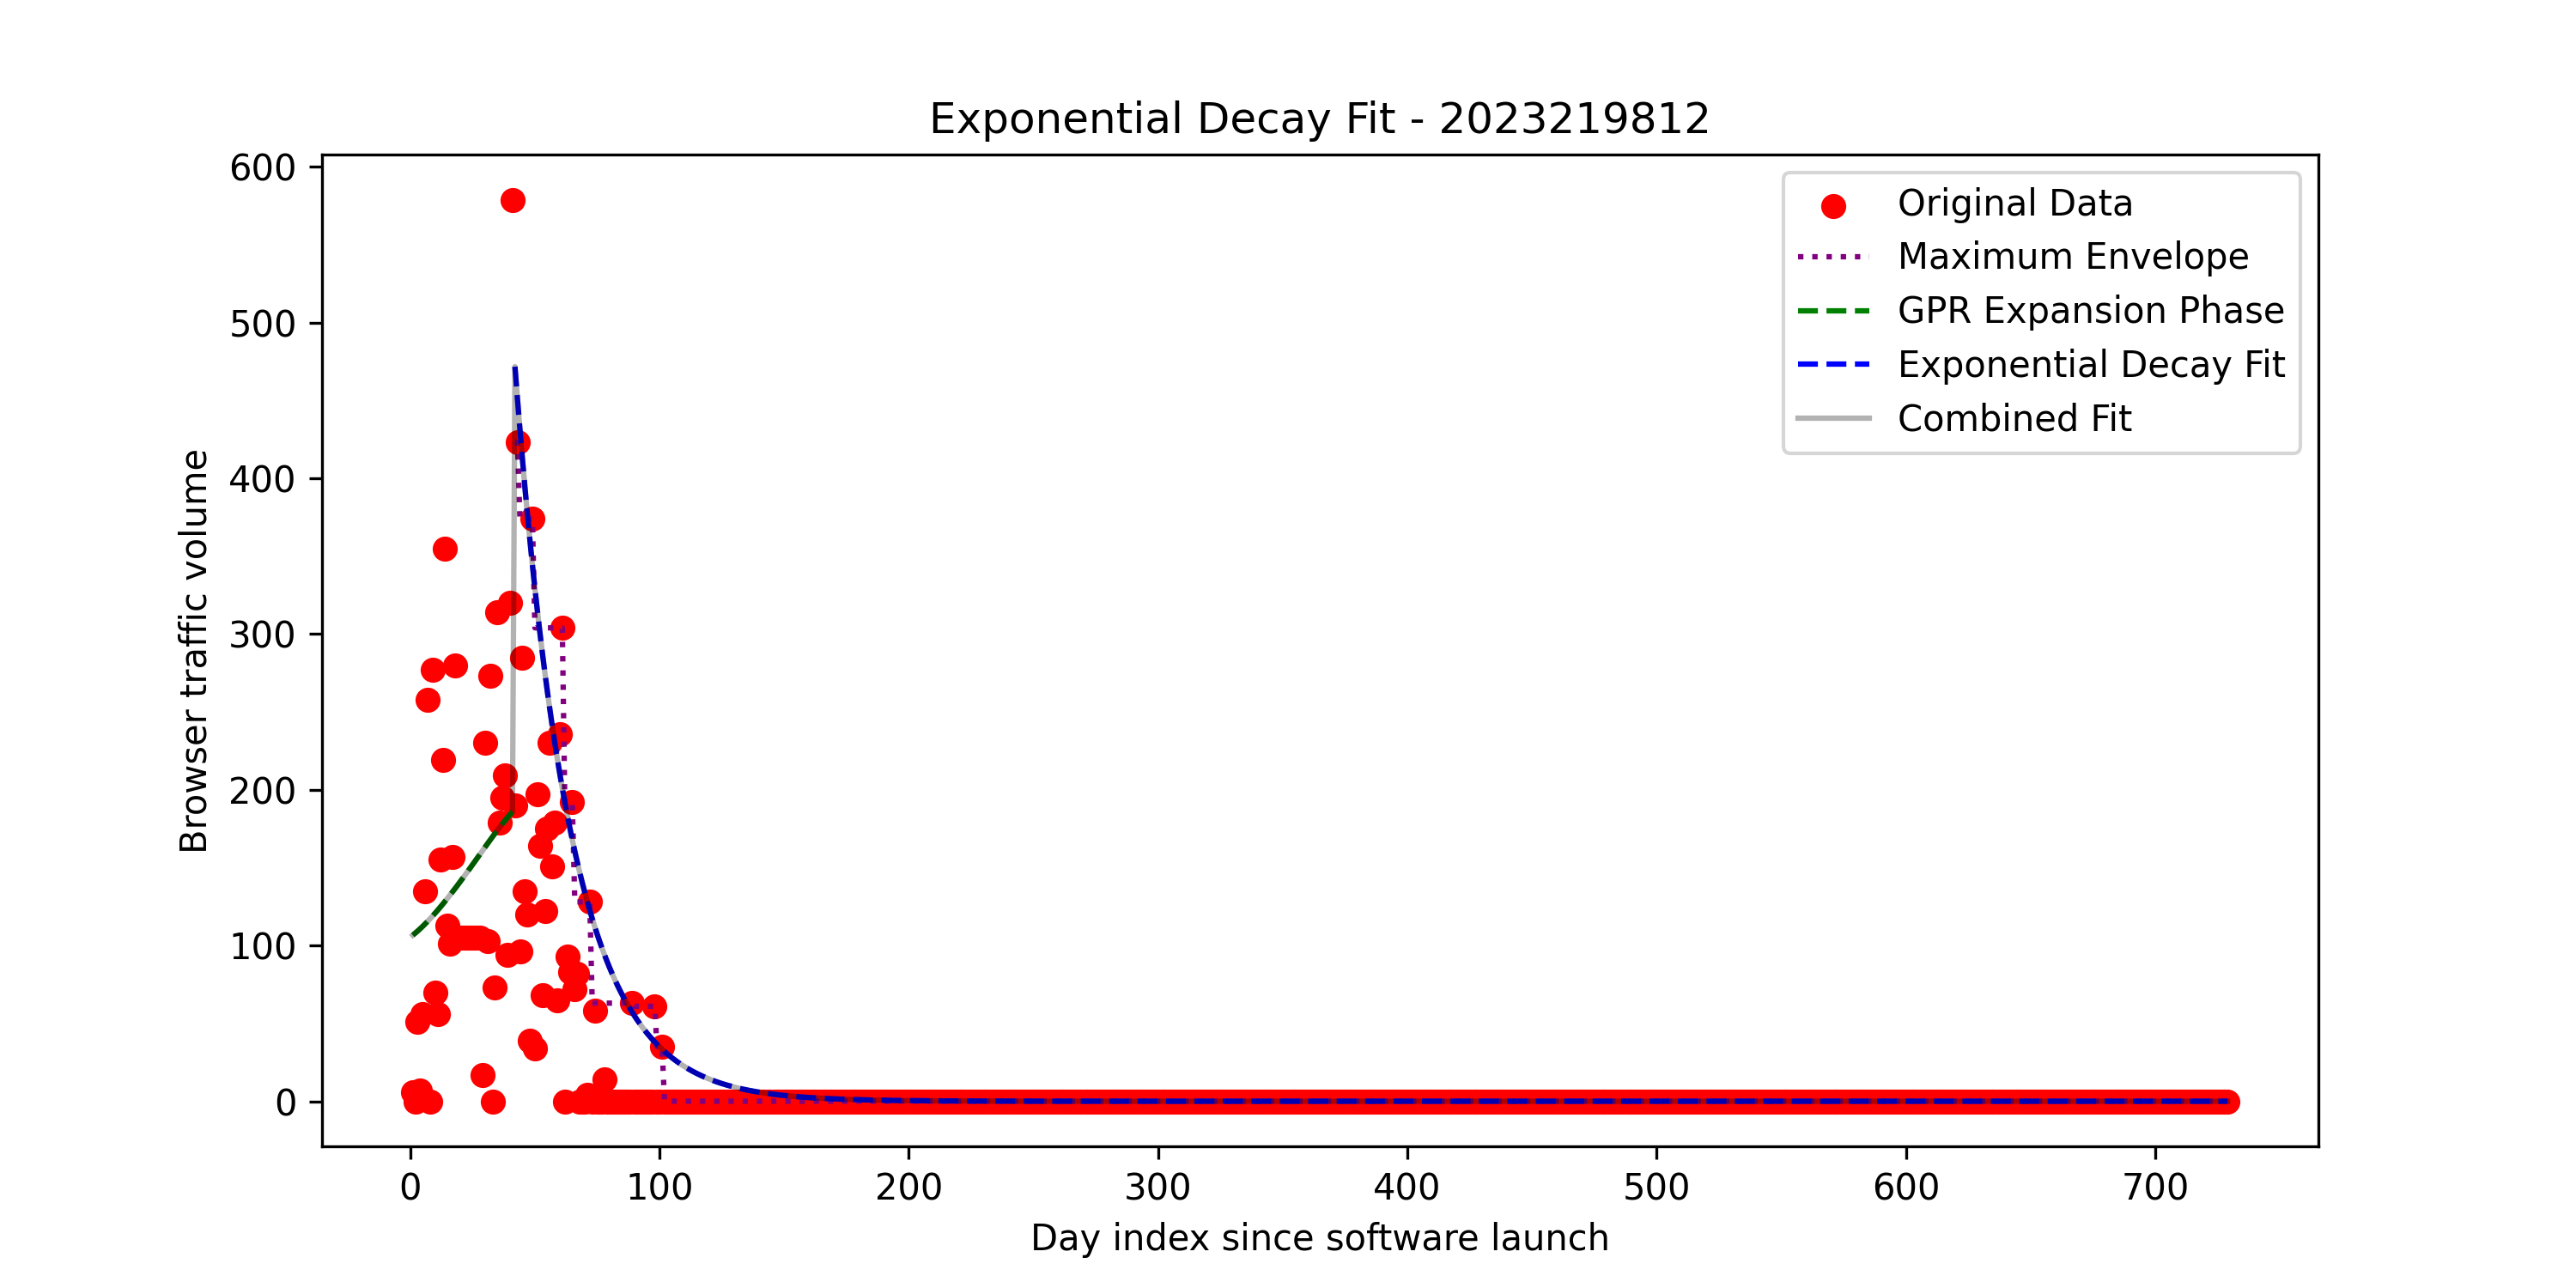 Exponential Decay Fit - 2023219812
600
500
400
300
200
100
0
Browser traffic volume
Original Data
Maximum Envelope
GPR Expansion Phase
Exponential Decay Fit
Combined Fit
0 100 200 300 400 500 600 700
Day index since software launch